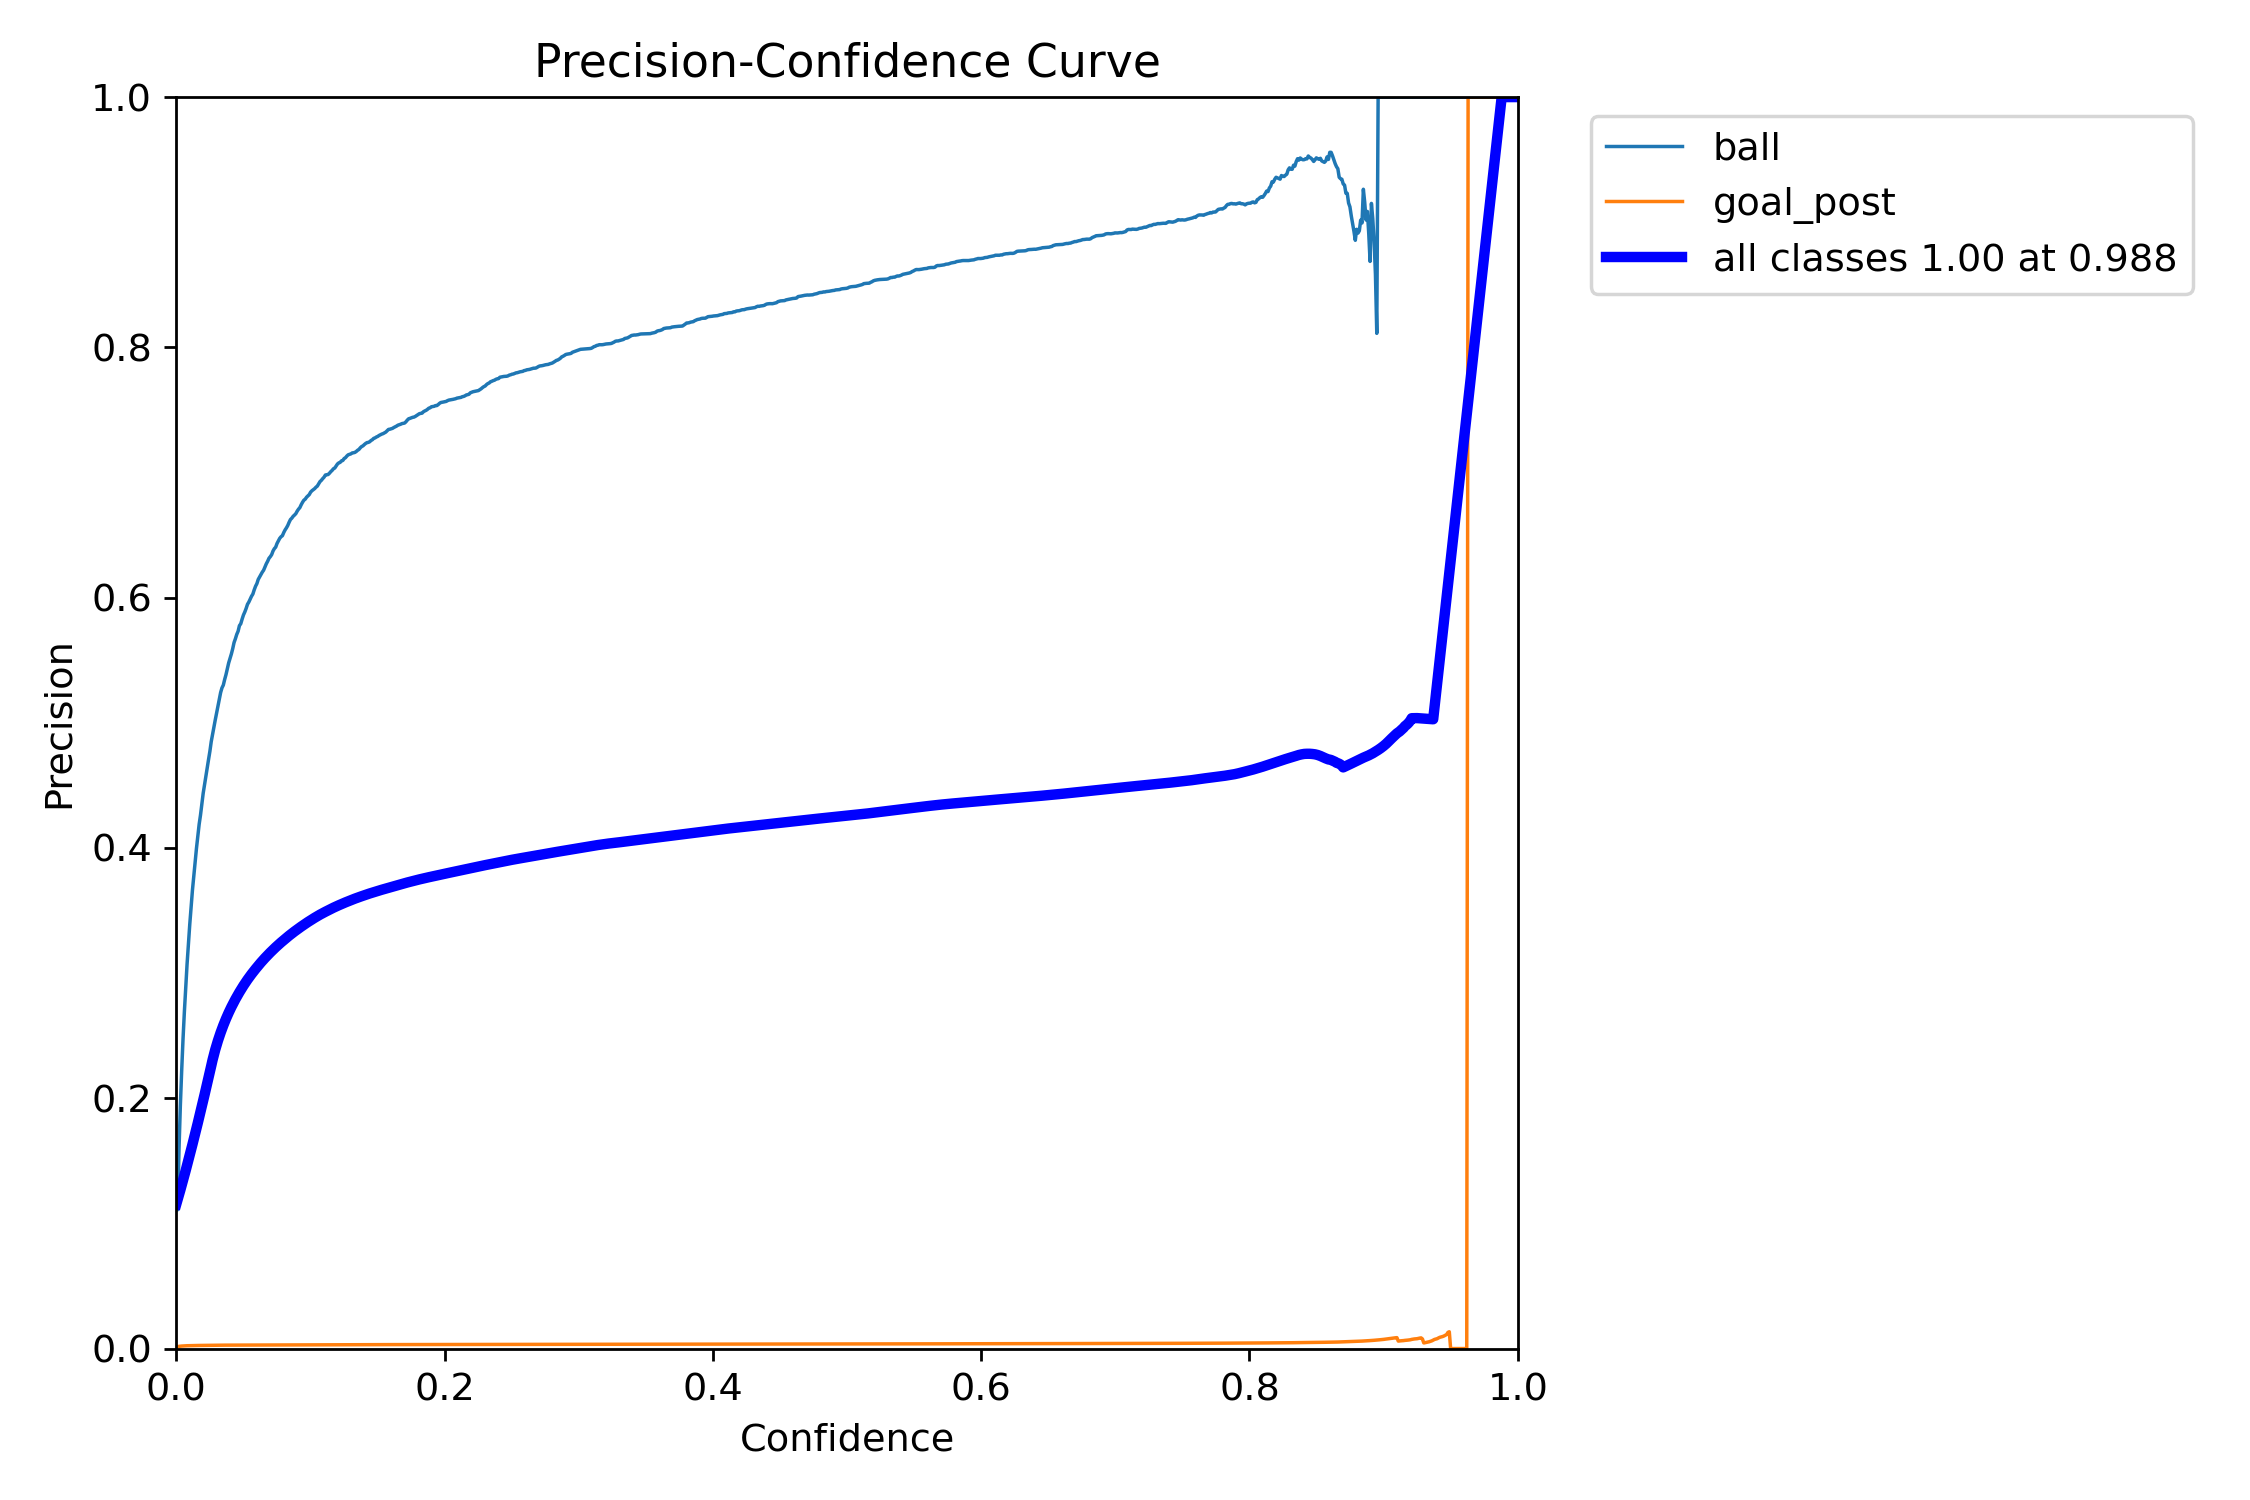 Precision-Confidence Curve
1.0
0.8
0.6
0.4
0.2
0.0
Precision
0.0 0.2 0.4 0.6 0.8 1.0
Confidence
ball
goal_post
all classes 1.00 at 0.988